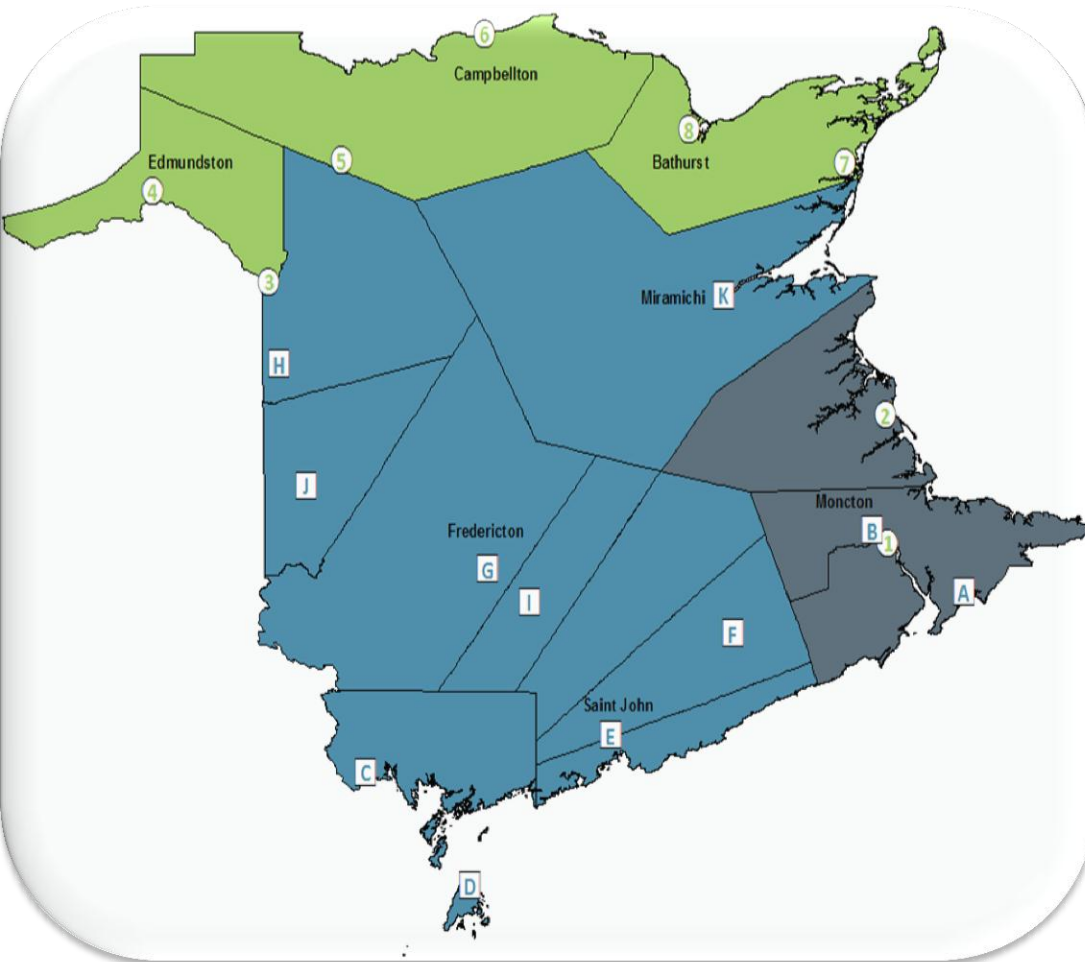 6
Campbellton
8
Bathurst
7
5
Edmundston
4
3
Miramichi K
H
2
J
Moncton
B 1
Fredericton
G
A
I
F
Saint John
E
C
D